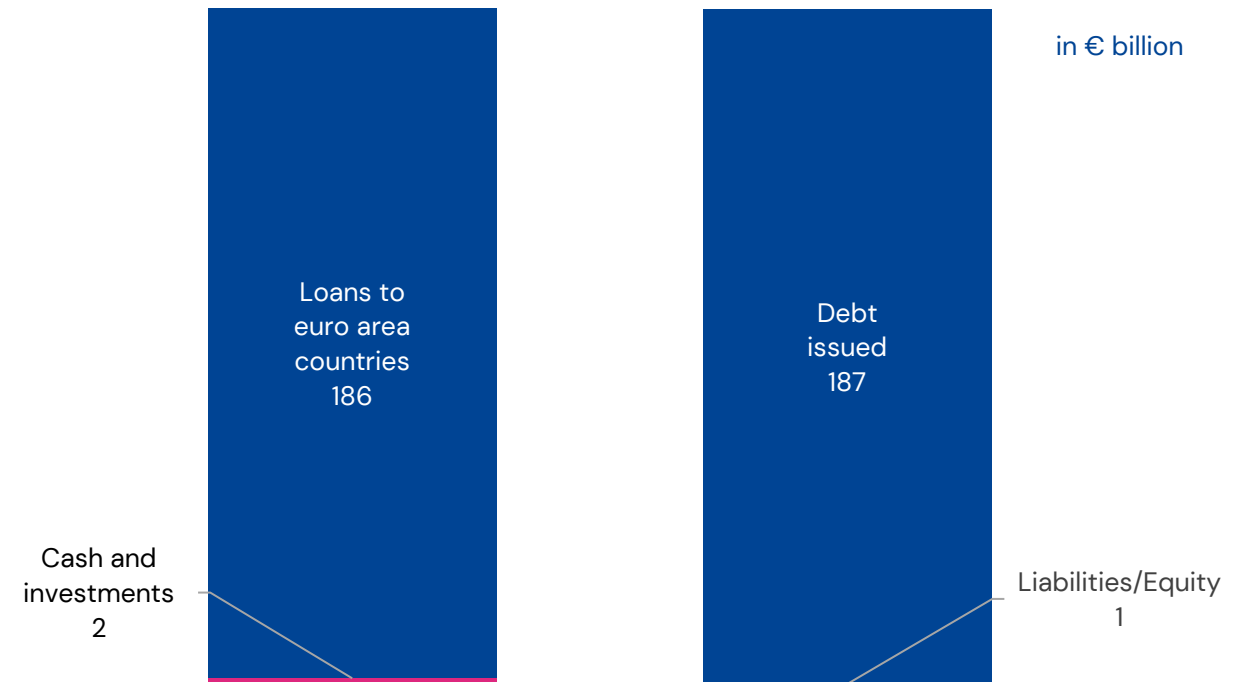 in € billion
Loans to
euro area
countries
186
Debt
issued
187
Cash and
investments
2
Liabilities/Equity
1